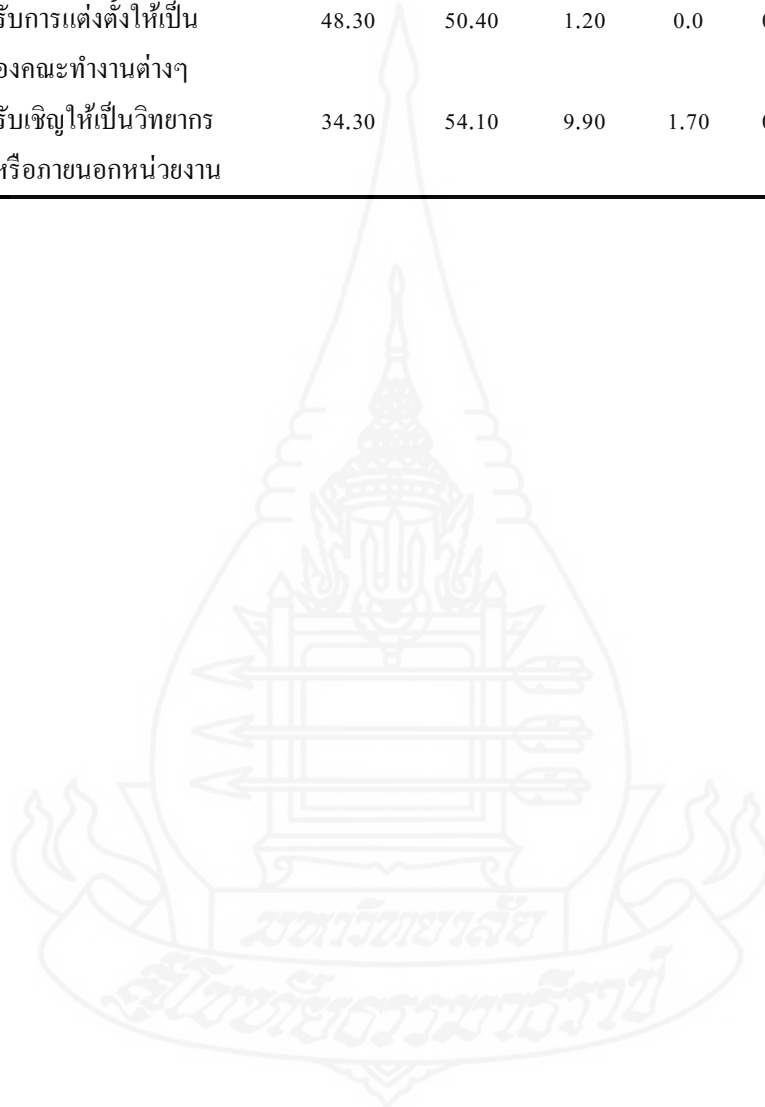 รับการแต่งตั้งให้เป็น 48.30 50.40 1.20 0.0
องคณะทำงานต่างๆ
รับเชิญให้เป็นวิทยากร 34.30 54.10 9.90 1.70
หรือภายนอกหน่วยงาน
มหาวิทยาลัย
สุโขทัยธรรมาธิราช